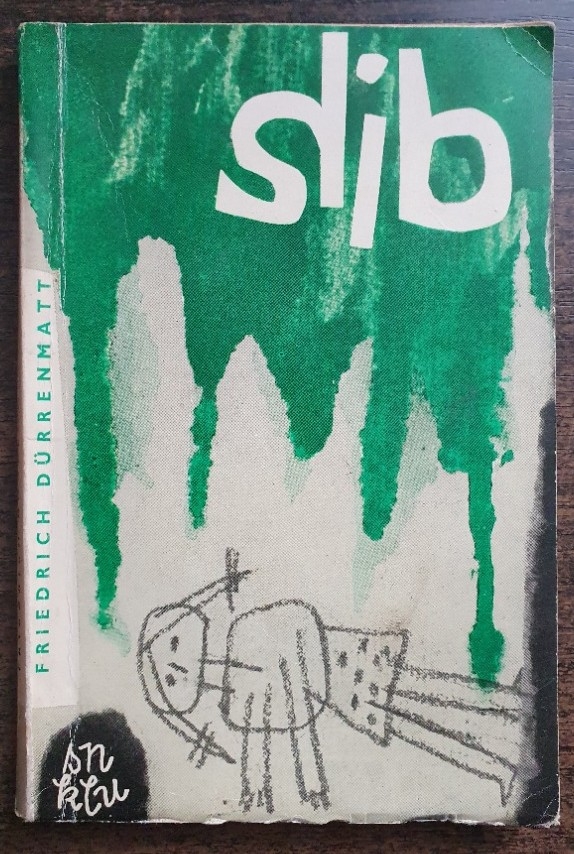 slib
FRIEDRICH DÜRRENMATT
sn
klu